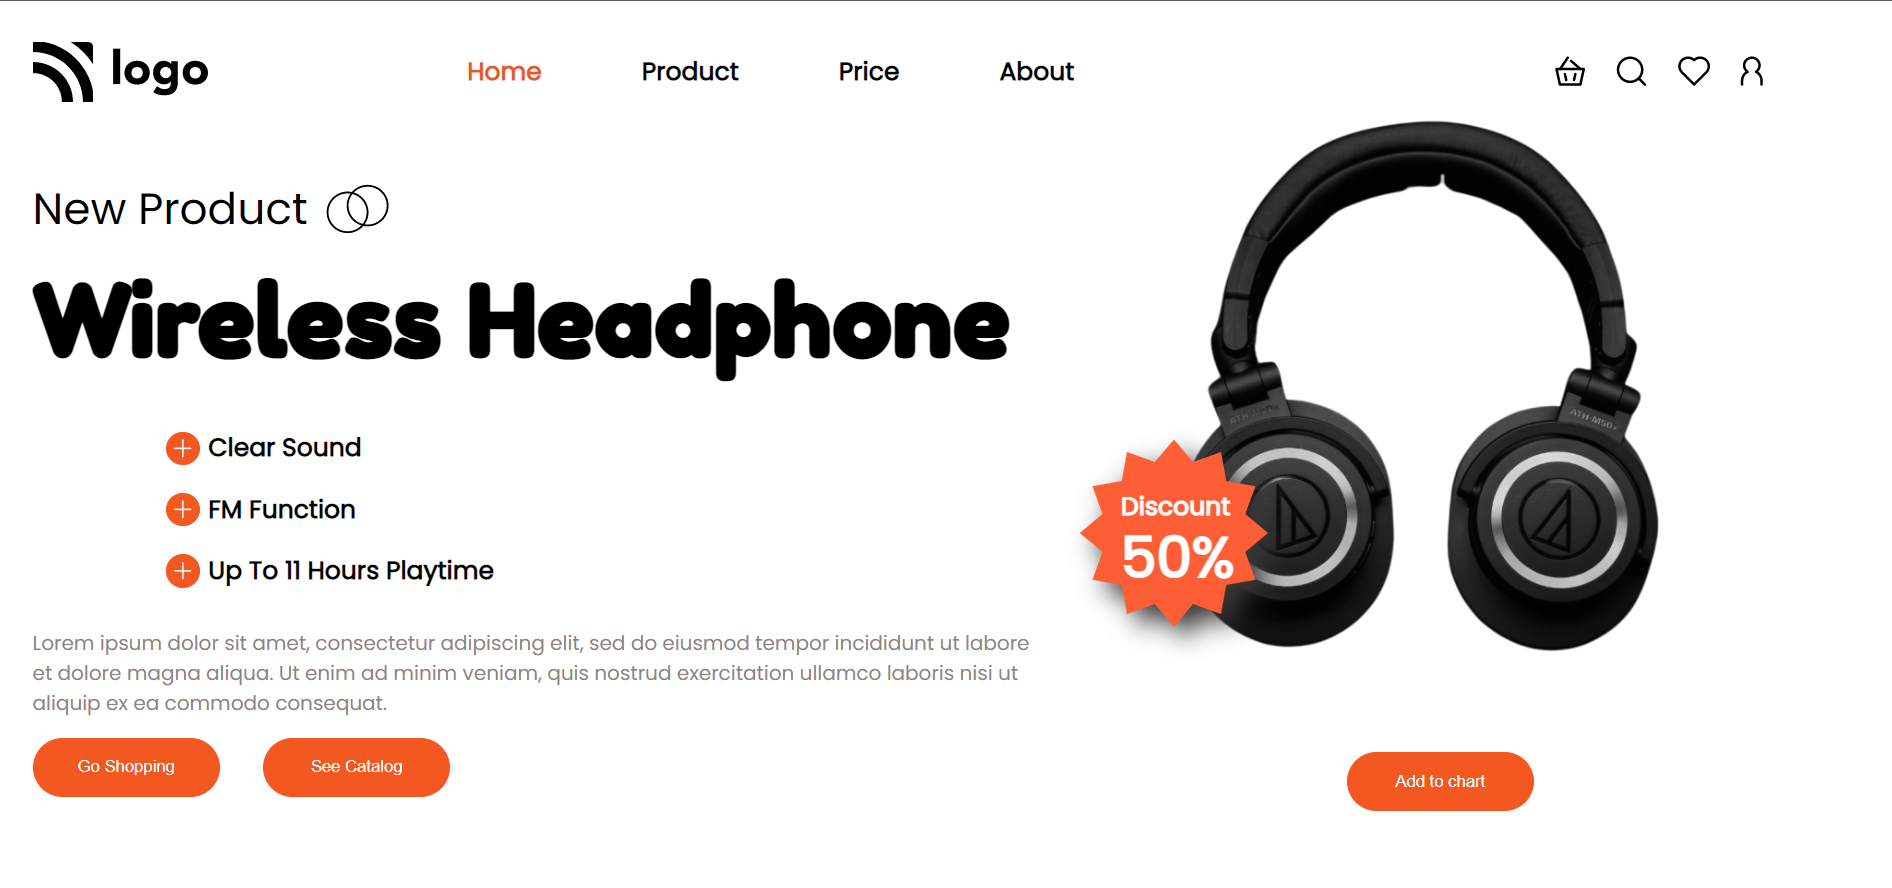 logo
Home Product Price About
New Product
Wireless Headphone
Clear Sound
FM Function
Up To 11 Hours Playtime
Lorem ipsum dolor sit amet, consectetur adipiscing elit, sed do eiusmod tempor incididunt ut labore
et dolore magna aliqua. Ut enim ad minim veniam, quis nostrud exercitation ullamco laboris nisi ut
aliquip ex ea commodo consequat.
Go Shopping See Catalog
ATH-M50x
Discount
50%
Add to chart